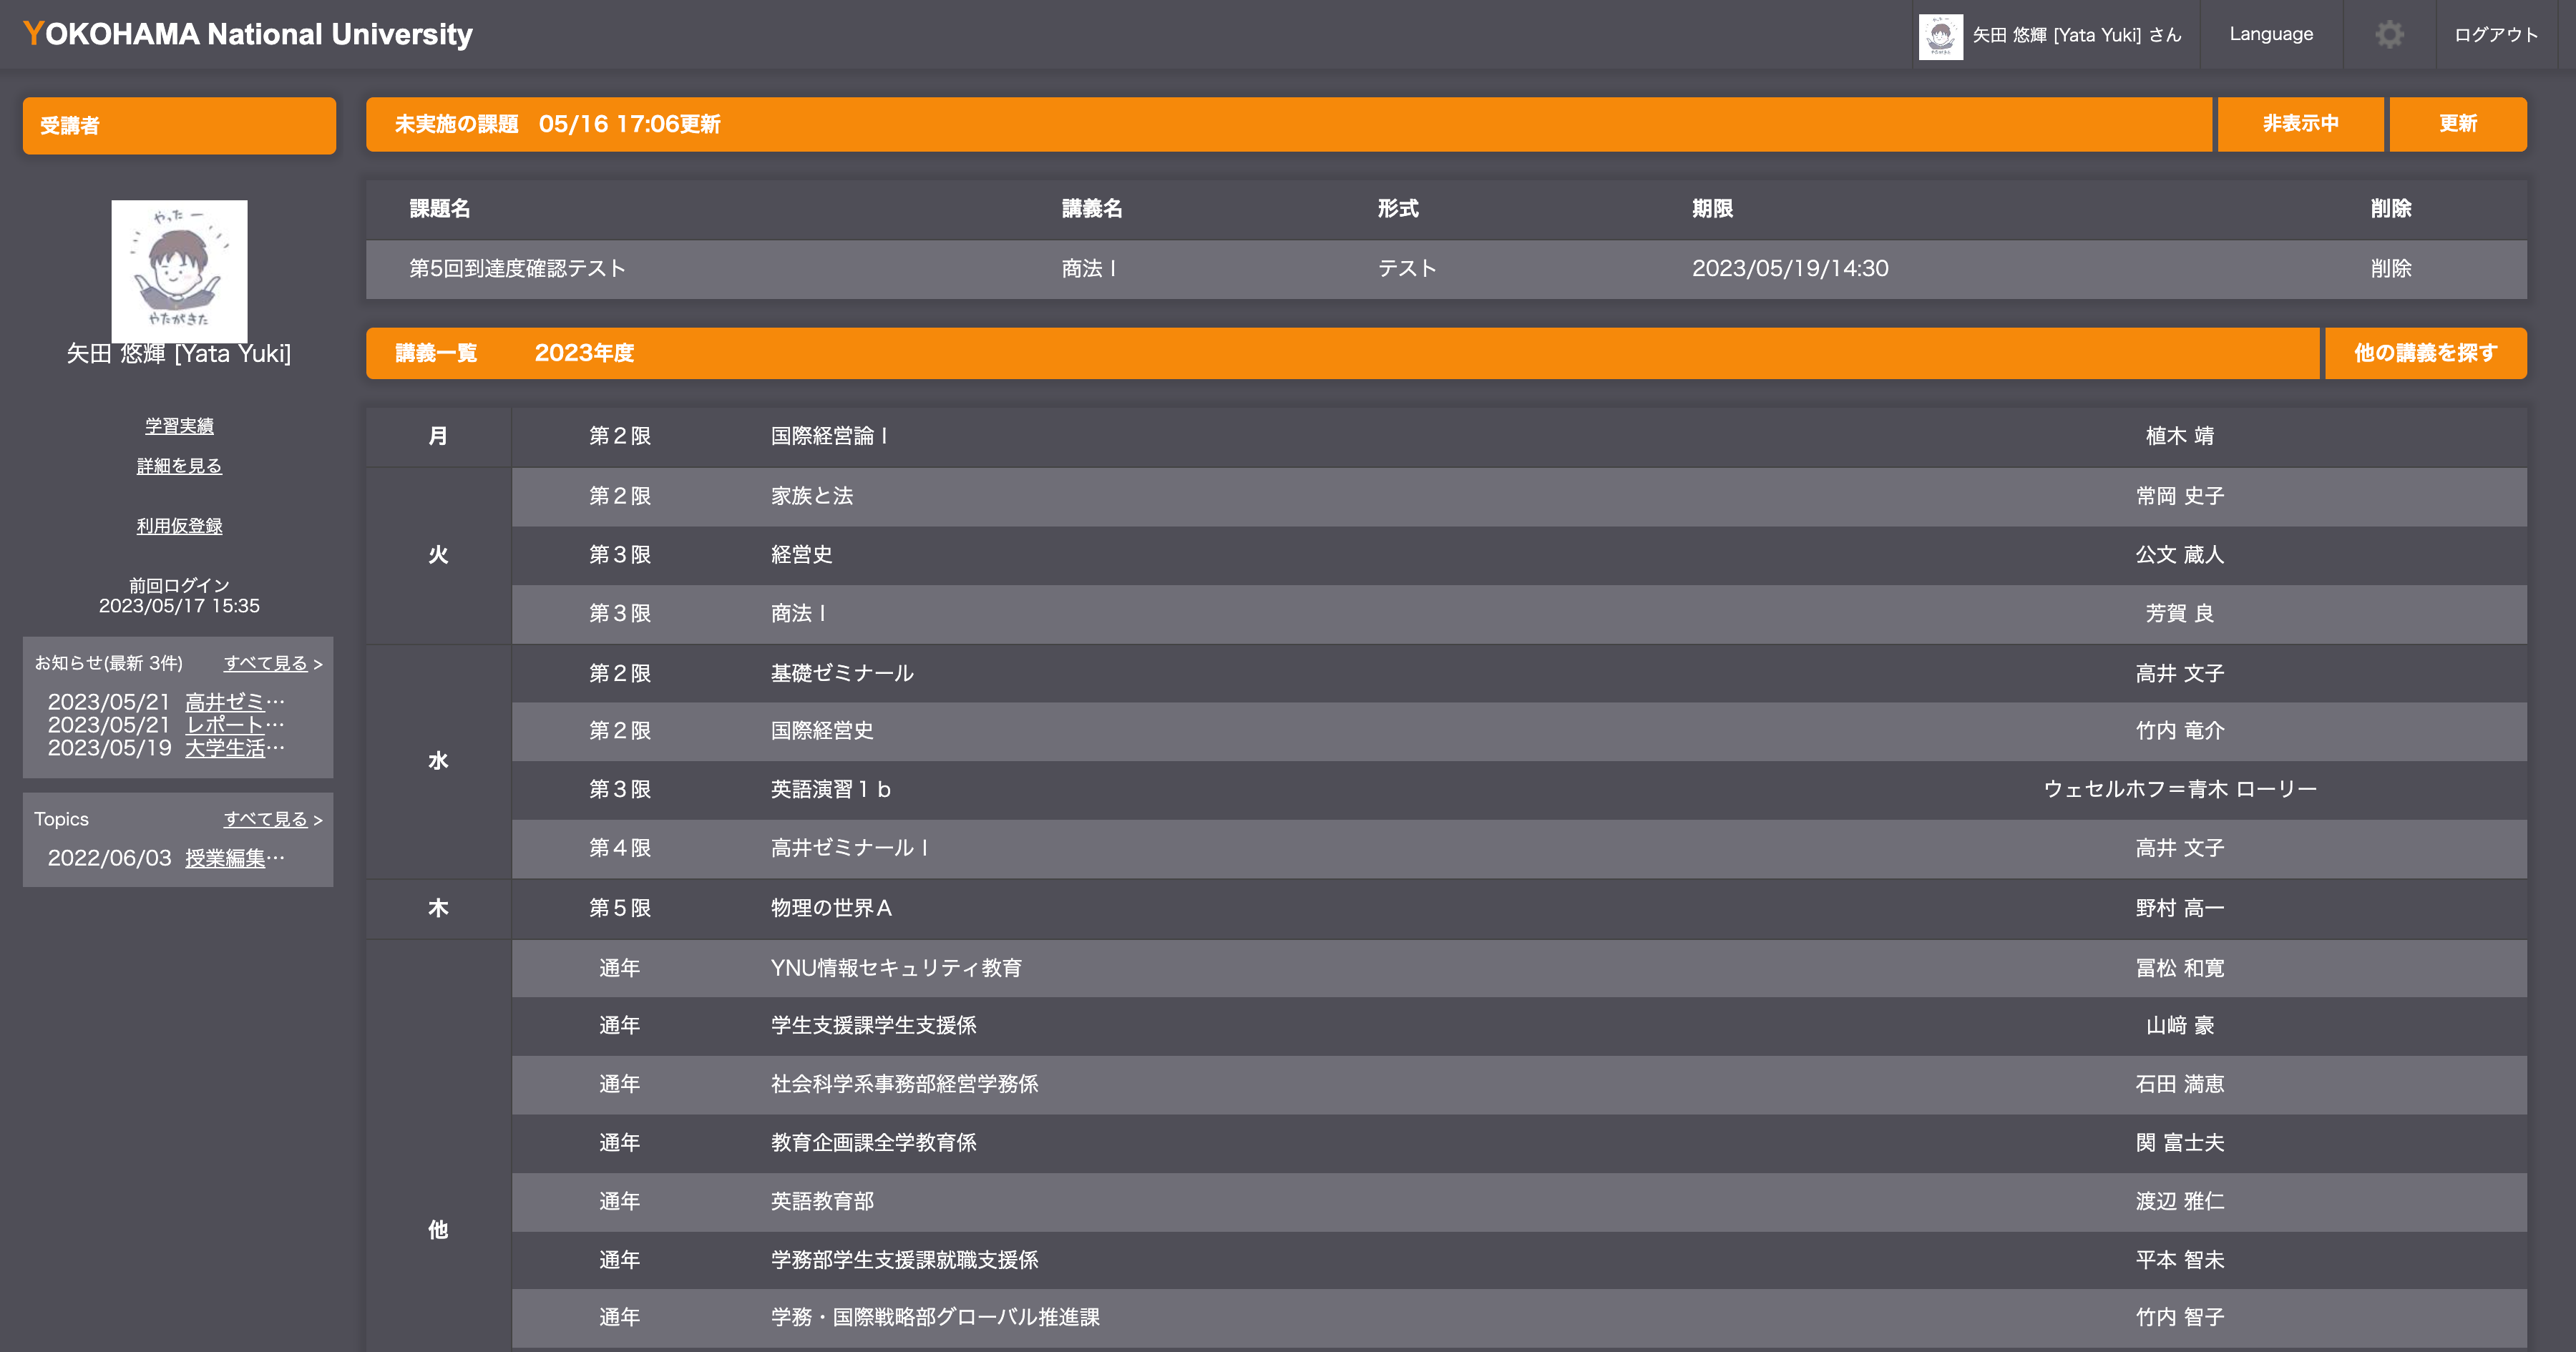 YOKOHAMA National University
矢田 悠輝 [Yata Yuki] さん
Language
ログアウト
受講者
やったー
やたがきた
矢田 悠輝 [Yata Yuki]
学習実績
詳細を見る
利用仮登録
前回ログイン
2023/05/17 15:35
お知らせ(最新 3件) すべて見る >
2023/05/21 高井ゼミ…
2023/05/21 レポート…
2023/05/19 大学生活…
Topics すべて見る >
2022/06/03 授業編集…
未実施の課題 05/16 17:06更新 非表示中 更新
課題名 講義名 形式 期限 削除
第5回到達度確認テスト 商法Ⅰ テスト 2023/05/19/14:30 削除
講義一覧 2023年度 他の講義を探す
月 第２限 国際経営論Ⅰ 植木 靖
火 第２限 家族と法 常岡 史子
第３限 経営史 公文 蔵人
第３限 商法Ⅰ 芳賀 良
水 第２限 基礎ゼミナール 高井 文子
第２限 国際経営史 竹内 竜介
第３限 英語演習１ｂ ウェセルホフ＝青木 ローリー
第４限 高井ゼミナールⅠ 高井 文子
木 第５限 物理の世界Ａ 野村 高一
他 通年 YNU情報セキュリティ教育 冨松 和寛
通年 学生支援課学生支援係 山﨑 豪
通年 社会科学系事務部経営学務係 石田 満恵
通年 教育企画課全学教育係 関 富士夫
通年 英語教育部 渡辺 雅仁
通年 学務部学生支援課就職支援係 平本 智未
通年 学務・国際戦略部グローバル推進課 竹内 智子